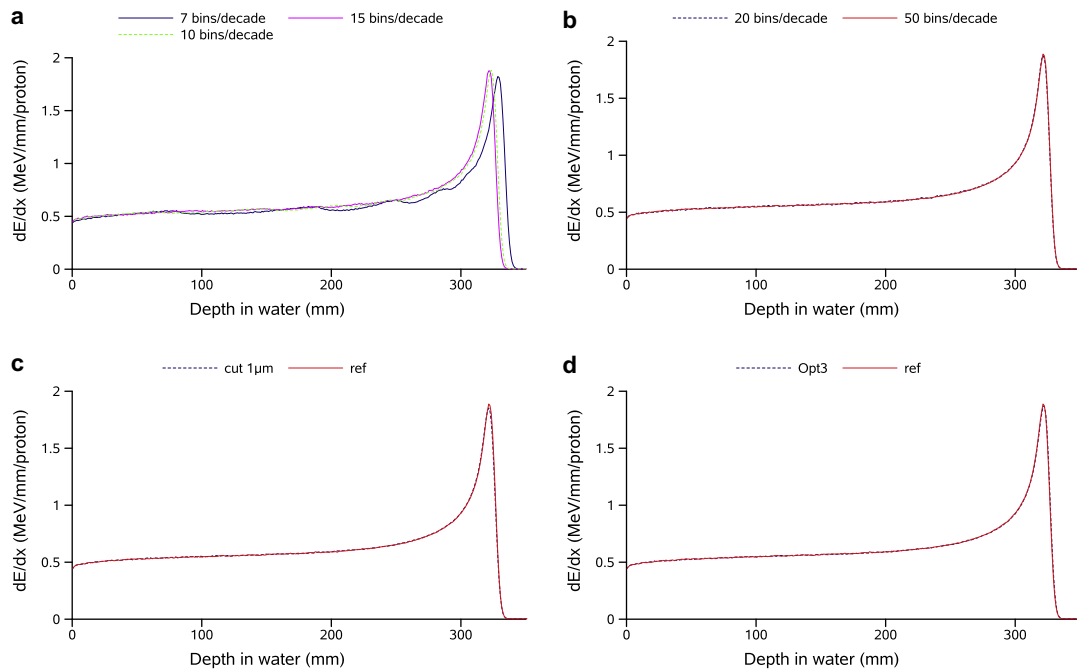 a
7 bins/decade 15 bins/decade
10 bins/decade
dE/dx (MeV/mm/proton)
2
1.5
1
0.5
0
0 100 200 300
Depth in water (mm)
b
20 bins/decade 50 bins/decade
dE/dx (MeV/mm/proton)
2
1.5
1
0.5
0
0 100 200 300
Depth in water (mm)
c
cut 1µm ref
dE/dx (MeV/mm/proton)
2
1.5
1
0.5
0
0 100 200 300
Depth in water (mm)
d
Opt3 ref
dE/dx (MeV/mm/proton)
2
1.5
1
0.5
0
0 100 200 300
Depth in water (mm)